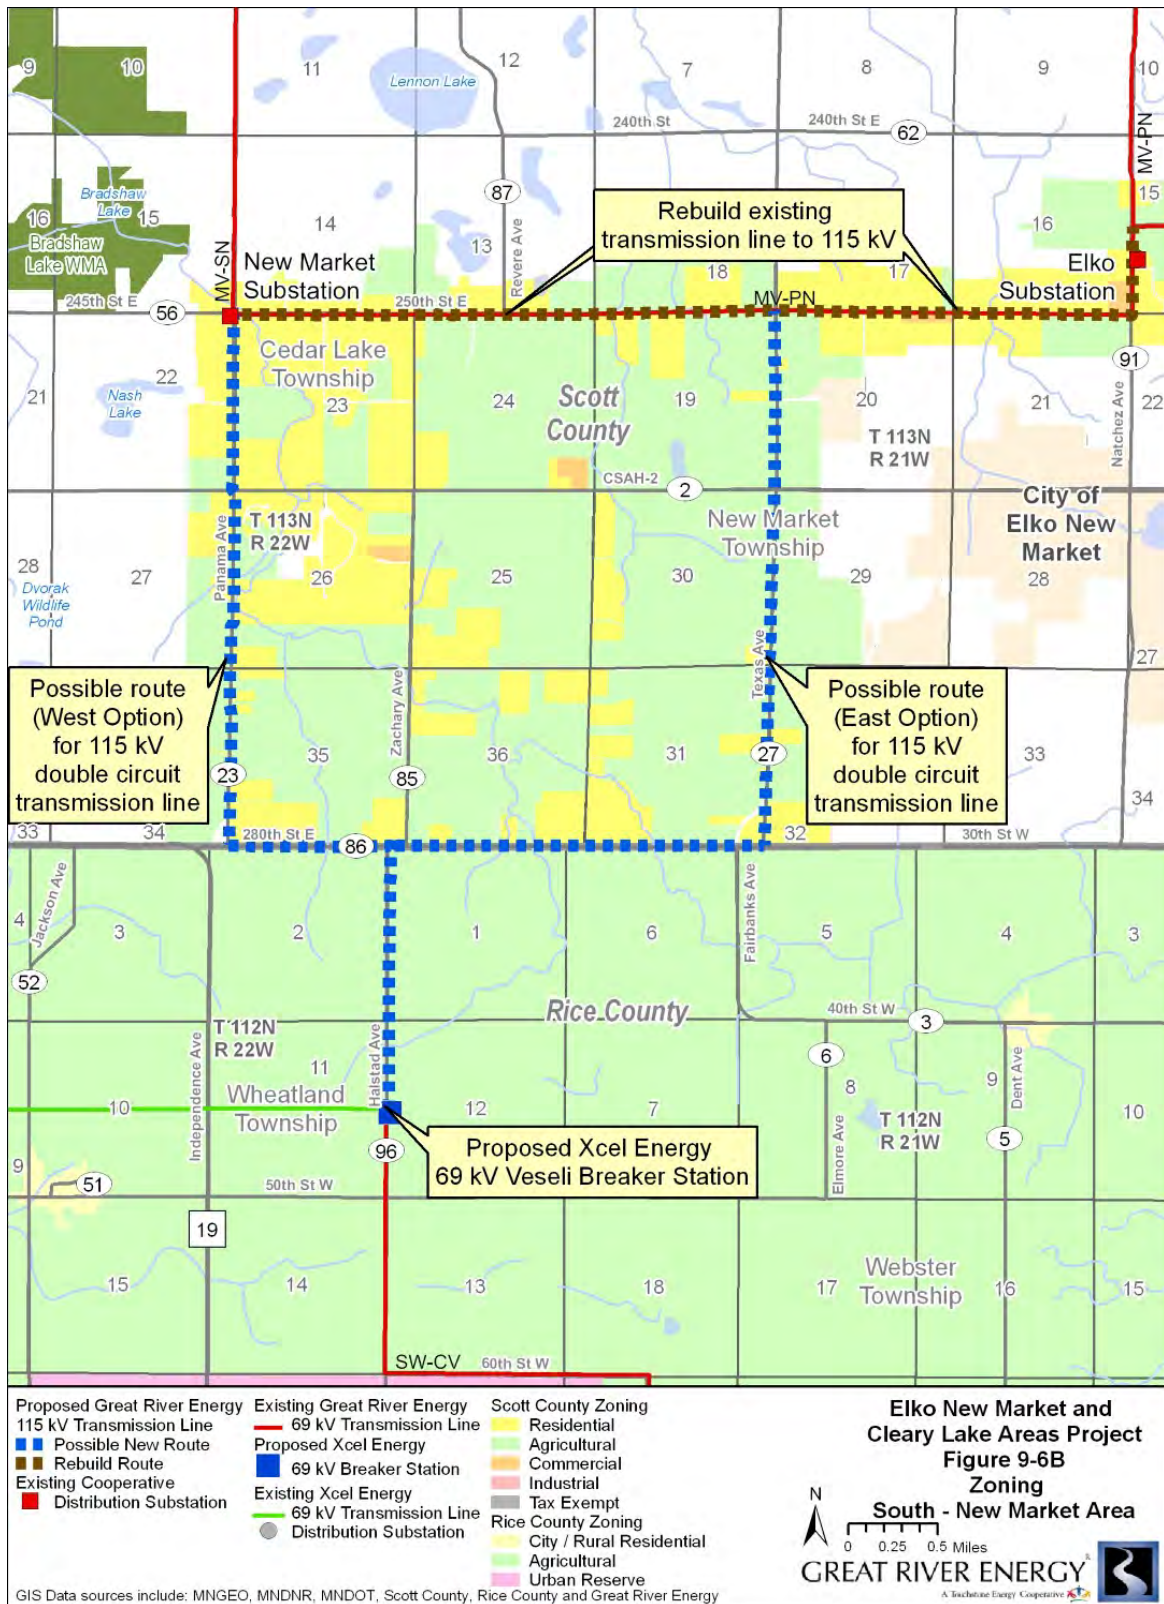 9
10
11
Lennon Lake
12
7
8
9
10
240th St
240th St E
62
MV-PN
87
Bradshaw
Lake
16
15
Bradshaw
Lake WMA
14
13
Revere Ave
Rebuild existing
transmission line to 115 kV
18
17
16
15
MV-SN
New Market
Substation
Elko
Substation
245th St E
56
250th St E
MV-PN
91
Cedar Lake
Township
21
22
Nash
Lake
23
24
Scott
County
19
20
21
22
Natchez Ave
T 113N
R 21W
CSAH-2
2
City of
Elko New
Market
Panama Ave
T 113N
R 22W
New Market
Township
28
27
26
25
30
29
28
27
Dvorak
Wildlife
Pond
Texas Ave
Possible route
(West Option)
for 115 kV
double circuit
transmission line
Possible route
(East Option)
for 115 kV
double circuit
transmission line
Zachary Ave
35
36
31
33
23
85
27
34
33
34
280th St E
86
32
30th St W
Jackson Ave
4
3
2
1
6
Fairbanks Ave
5
4
3
52
Rice County
40th St W
3
T 112N
R 22W
Independence Ave
Halstad Ave
11
6
9
Dent Ave
8
10
Wheatland
Township
12
7
10
T 112N
R 21W
Elmore Ave
5
96
Proposed Xcel Energy
69 kV Veseli Breaker Station
9
51
50th St W
19
Webster
Township
15
14
13
18
17
16
15
SW-CV
60th St W
Proposed Great River Energy
115 kV Transmission Line
Possible New Route
Rebuild Route
Existing Cooperative
Distribution Substation
Existing Great River Energy
69 kV Transmission Line
Proposed Xcel Energy
69 kV Breaker Station
Existing Xcel Energy
69 kV Transmission Line
Distribution Substation
Scott County Zoning
Residential
Agricultural
Commercial
Industrial
Tax Exempt
Rice County Zoning
City / Rural Residential
Agricultural
Urban Reserve
Elko New Market and
Cleary Lake Areas Project
Figure 9-6B
Zoning
South - New Market Area
N
0 0.25 0.5 Miles
GREAT RIVER ENERGY
A Touchstone Energy Cooperative
GIS Data sources include: MNGEO, MNDNR, MNDOT, Scott County, Rice County and Great River Energy